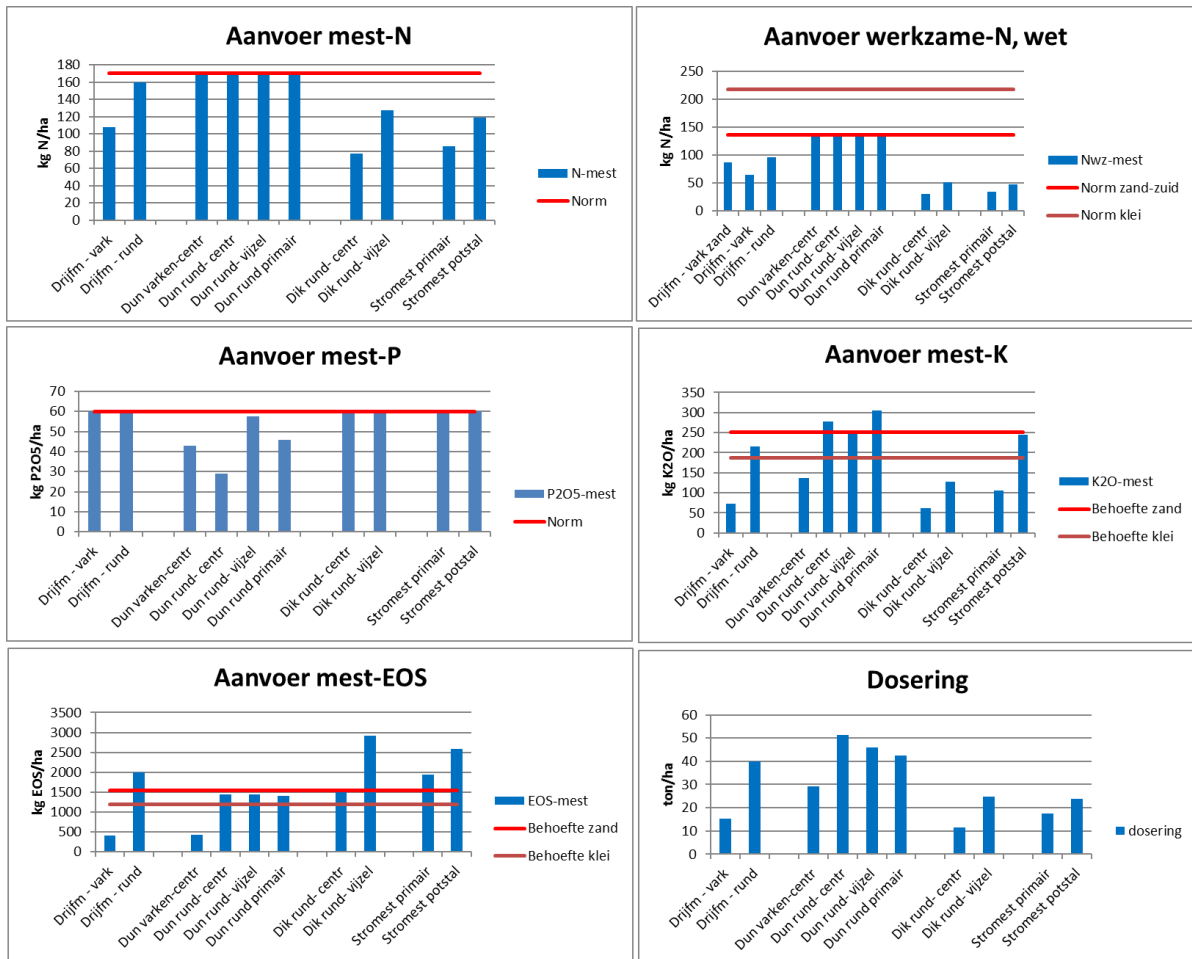 Aanvoer mest-N
180
160
140
120
100
80
60
40
20
0
kg N/ha
Drijfm - vark
Drijfm - rund
Dun varken-centr
Dun rund- centr
Dun rund- vijzel
Dun rund primair
Dik rund- centr
Dik rund- vijzel
Stromest primair
Stromest potstal
N-mest
Norm
Aanvoer werkzame-N, wet
250
200
150
100
50
0
kg N/ha
Drijfm - vark zand
Drijfm - vark
Drijfm - rund
Dun varken-centr
Dun rund- centr
Dun rund- vijzel
Dun rund primair
Dik rund- centr
Dik rund- vijzel
Stromest primair
Stromest potstal
Nwz-mest
Norm zand-zuid
Norm klei
Aanvoer mest-P
70
60
50
40
30
20
10
0
kg P2O5/ha
Drijfm - vark
Drijfm - rund
Dun varken-centr
Dun rund- centr
Dun rund- vijzel
Dun rund primair
Dik rund- centr
Dik rund- vijzel
Stromest primair
Stromest potstal
P2O5-mest
Norm
Aanvoer mest-K
350
300
250
200
150
100
50
0
kg K2O/ha
Drijfm - vark
Drijfm - rund
Dun varken-centr
Dun rund- centr
Dun rund- vijzel
Dun rund primair
Dik rund- centr
Dik rund- vijzel
Stromest primair
Stromest potstal
K2O-mest
Behoefte zand
Behoefte klei
Aanvoer mest-EOS
3500
3000
2500
2000
1500
1000
500
0
kg EOS/ha
Drijfm - vark
Drijfm - rund
Dun varken-centr
Dun rund- centr
Dun rund- vijzel
Dun rund primair
Dik rund- centr
Dik rund- vijzel
Stromest primair
Stromest potstal
EOS-mest
Behoefte zand
Behoefte klei
Dosering
60
50
40
30
20
10
0
ton/ha
Drijfm - vark
Drijfm - rund
Dun varken-centr
Dun rund- centr
Dun rund- vijzel
Dun rund primair
Dik rund- centr
Dik rund- vijzel
Stromest primair
Stromest potstal
dosering